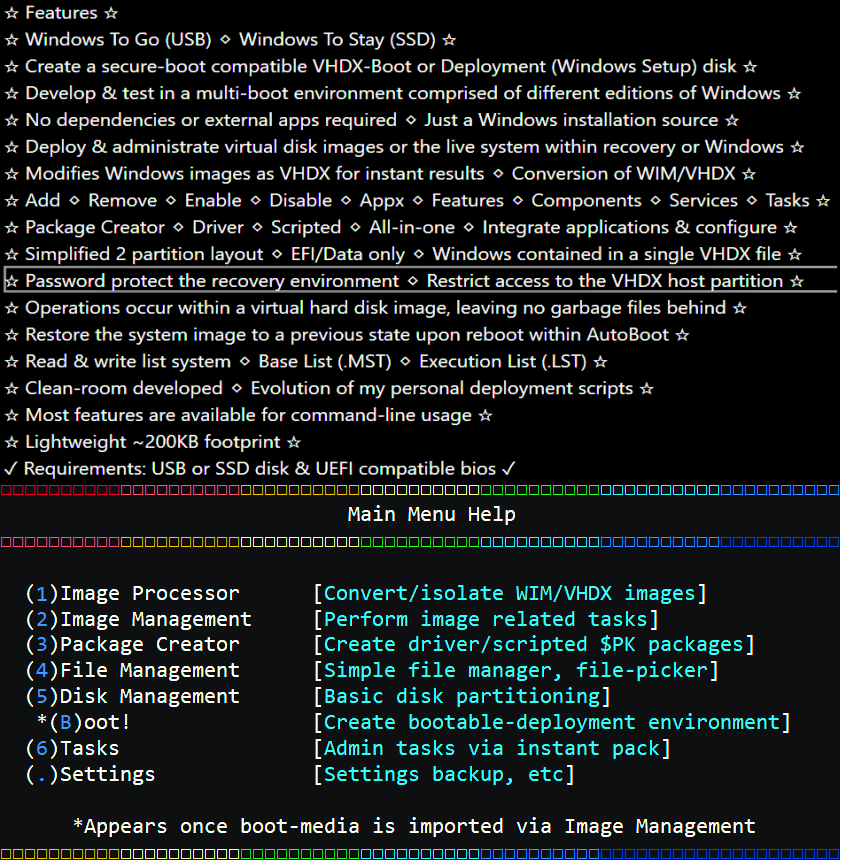 ☆ Features ☆
☆ Windows To Go (USB) ⋄ Windows To Stay (SSD) ☆
☆ Create a secure-boot compatible VHDX-Boot or Deployment (Windows Setup) disk ☆
☆ Develop & test in a multi-boot environment comprised of different editions of Windows ☆
☆ No dependencies or external apps required ⋄ Just a Windows installation source ☆
☆ Deploy & administrate virtual disk images or the live system within recovery or Windows ☆
☆ Modifies Windows images as VHDX for instant results ⋄ Conversion of WIM/VHDX ☆
☆ Add ⋄ Remove ⋄ Enable ⋄ Disable ⋄ Appx ⋄ Features ⋄ Components ⋄ Services ⋄ Tasks ☆
☆ Package Creator ⋄ Driver ⋄ Scripted ⋄ All-in-one ⋄ Integrate applications & configure ☆
☆ Simplified 2 partition layout ⋄ EFI/Data only ⋄ Windows contained in a single VHDX file ☆
☆ Password protect the recovery environment ⋄ Restrict access to the VHDX host partition ☆
☆ Operations occur within a virtual hard disk image, leaving no garbage files behind ☆
☆ Restore the system image to a previous state upon reboot within AutoBoot ☆
☆ Read & write list system ⋄ Base List (.MST) ⋄ Execution List (.LST) ☆
☆ Clean-room developed ⋄ Evolution of my personal deployment scripts ☆
☆ Most features are available for command-line usage ☆
☆ Lightweight ~200KB footprint ☆
✓ Requirements: USB or SSD disk & UEFI compatible bios ✓
Main Menu Help
(1)Image Processor [Convert/isolate WIM/VHDX images]
(2)Image Management [Perform image related tasks]
(3)Package Creator [Create driver/scripted $PK packages]
(4)File Management [Simple file manager, file-picker]
(5)Disk Management [Basic disk partitioning]
*(B)oot! [Create bootable-deployment environment]
(6)Tasks [Admin tasks via instant pack]
(.)Settings [Settings backup, etc]
*Appears once boot-media is imported via Image Management